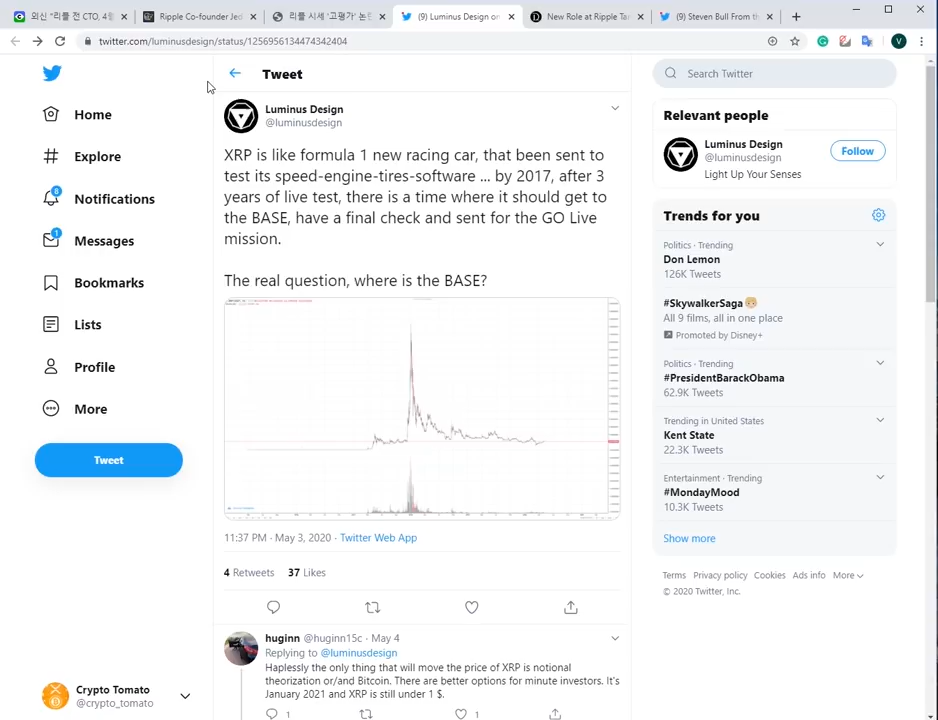 외신 "리플 전 CTO, 4월
Ripple Co-founder Jed
리플 시세 '고평가' 논란
(9) Luminus Design on
New Role at Ripple Ta
(9) Steven Bull From th
twitter.com/luminusdesign/status/1256956134474342404
V
Home
Explore
8
Notifications
1
Messages
Bookmarks
Lists
Profile
More
Tweet
Crypto Tomato
@crypto_tomato
Tweet
Luminus Design
@luminusdesign
XRP is like formula 1 new racing car, that been sent to
test its speed-engine-tires-software ... by 2017, after 3
years of live test, there is a time where it should get to
the BASE, have a final check and sent for the GO Live
mission.
The real question, where is the BASE?
11:37 PM · May 3, 2020 · Twitter Web App
4 Retweets 37 Likes
huginn @huginn15c · May 4
Replying to @luminusdesign
Haplessly the only thing that will move the price of XRP is notional
theorization or/and Bitcoin. There are better options for minute investors. It's
January 2021 and XRP is still under 1 $.
1
1
Search Twitter
Relevant people
Luminus Design
@luminusdesign
Follow
Light Up Your Senses
Trends for you
Politics · Trending
Don Lemon
126K Tweets
#SkywalkerSaga
All 9 films, all in one place
Promoted by Disney+
Politics · Trending
#PresidentBarackObama
62.9K Tweets
Trending in United States
Kent State
22.3K Tweets
Entertainment · Trending
#MondayMood
10.3K Tweets
Show more
Terms Privacy policy Cookies Ads info More
© 2020 Twitter, Inc.